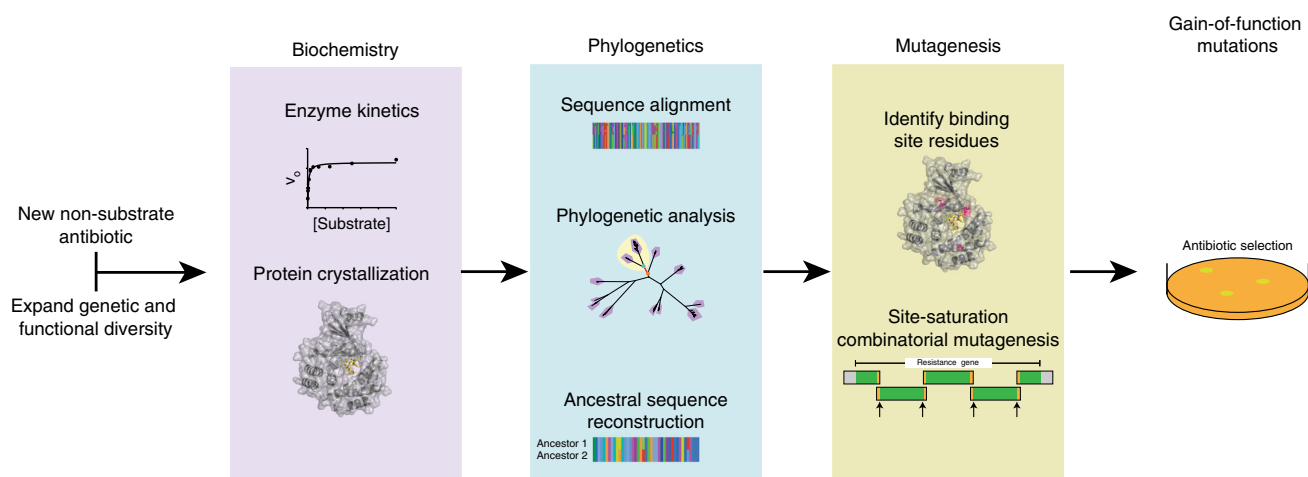 New non-substrate
antibiotic
Expand genetic and
functional diversity
Biochemistry
Enzyme kinetics
Vo
[Substrate]
Protein crystallization
Phylogenetics
Sequence alignment
Phylogenetic analysis
Ancestral sequence
reconstruction
Ancestor 1
Ancestor 2
Mutagenesis
Identify binding
site residues
Site-saturation
combinatorial mutagenesis
Resistance gene
Gain-of-function
mutations
Antibiotic selection